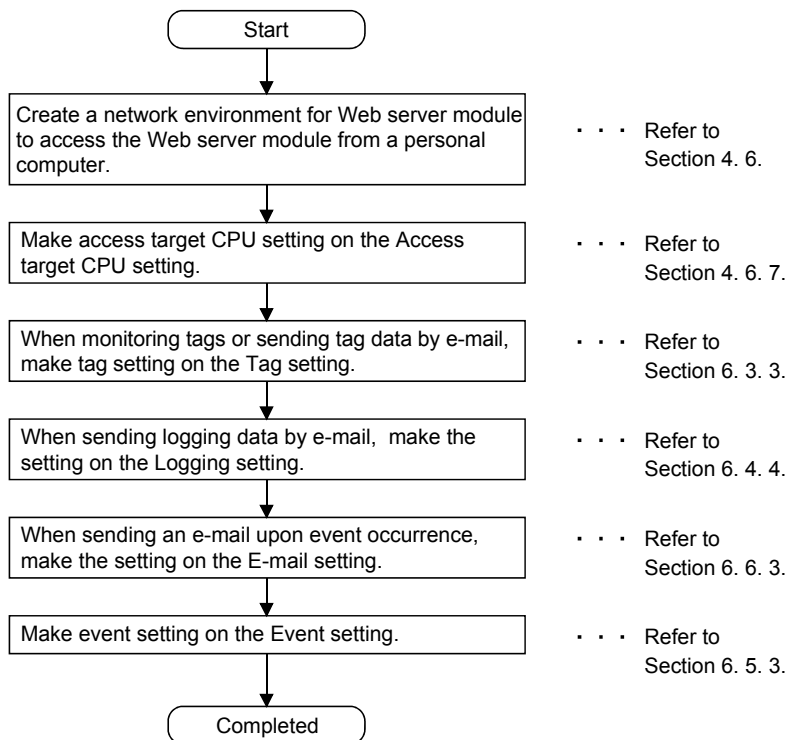 Start
Create a network environment for Web server module
to access the Web server module from a personal
computer.
· · · Refer to
Section 4. 6.
Make access target CPU setting on the Access
target CPU setting.
· · · Refer to
Section 4. 6. 7.
When monitoring tags or sending tag data by e-mail,
make tag setting on the Tag setting.
· · · Refer to
Section 6. 3. 3.
When sending logging data by e-mail, make the
setting on the Logging setting.
· · · Refer to
Section 6. 4. 4.
When sending an e-mail upon event occurrence,
make the setting on the E-mail setting.
· · · Refer to
Section 6. 6. 3.
Make event setting on the Event setting.
· · · Refer to
Section 6. 5. 3.
Completed